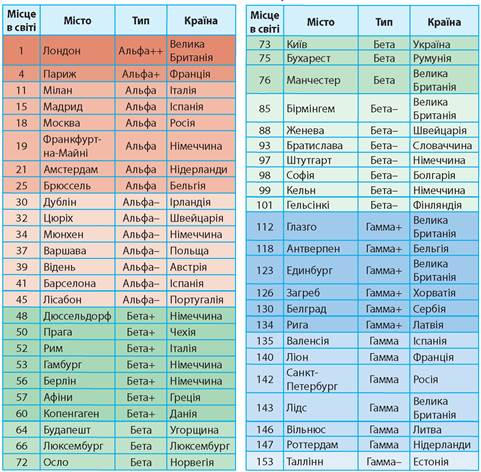 Місце в світі Місто Тип Країна
1 Лондон Альфа++ Велика Британія
4 Париж Альфа+ Франція
11 Мілан Альфа Італія
15 Мадрид Альфа Іспанія
18 Москва Альфа Росія
19 Франкфурт-на-Майні Альфа Німеччина
21 Амстердам Альфа Нідерланди
25 Брюссель Альфа Бельгія
30 Дублін Альфа– Ірландія
32 Цюріх Альфа– Швейцарія
34 Мюнхен Альфа– Німеччина
37 Варшава Альфа– Польща
39 Відень Альфа– Австрія
41 Барселона Альфа– Іспанія
45 Лісабон Альфа– Португалія
48 Дюссельдорф Бета+ Німеччина
50 Прага Бета+ Чехія
52 Рим Бета+ Італія
53 Гамбург Бета+ Німеччина
56 Берлін Бета+ Німеччина
57 Афіни Бета+ Греція
60 Копенгаген Бета+ Данія
64 Будапешт Бета Угорщина
66 Люксембург Бета Люксембург
72 Осло Бета Норвегія
Місце в світі Місто Тип Країна
73 Київ Бета Україна
75 Бухарест Бета Румунія
76 Манчестер Бета Велика Британія
85 Бірмінгем Бета– Велика Британія
88 Женева Бета– Швейцарія
93 Братислава Бета– Словаччина
97 Штутгарт Бета– Німеччина
98 Софія Бета– Болгарія
99 Кельн Бета– Німеччина
101 Гельсінкі Бета– Фінляндія
112 Глазго Гамма+ Велика Британія
118 Антверпен Гамма+ Бельгія
123 Единбург Гамма+ Велика Британія
126 Загреб Гамма+ Хорватія
130 Белград Гамма+ Сербія
134 Рига Гамма+ Латвія
135 Валенсія Гамма Іспанія
140 Ліон Гамма Франція
142 Санкт-Петербург Гамма Росія
143 Лідс Гамма Велика Британія
146 Вільнюс Гамма Литва
147 Роттердам Гамма Нідерланди
153 Таллінн Гамма– Естонія